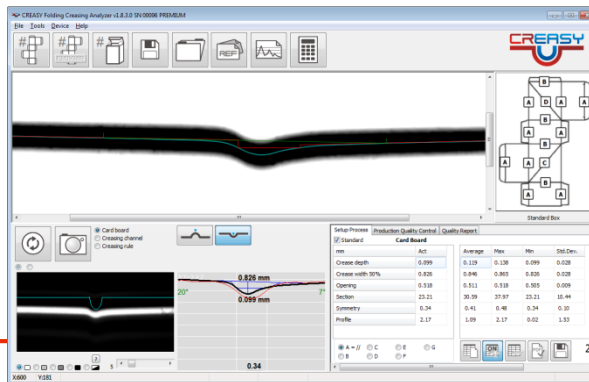 CREASY Folding Creasing Analyzer v1.8.3.0 SN:00096 PREMIUM
File Tools Device Help
# # # REF
CREASY
B
A D A A
B
A A C A
B
Standard Box
Card board
Creasing channel
Creasing rule
Setup Process Production Quality Control Quality Report
Standard Card Board
mm Act Average Max Min Std.Dev.
Crease depth 0.099 0.119 0.138 0.099 0.028
Crease width 50% 0.826 0.846 0.865 0.826 0.028
Opening 0.518 0.511 0.518 0.505 0.009
Section 23.21 30.59 37.97 23.21 10.44
Symmetry 0.34 0.41 0.48 0.34 0.10
Profile 2.17 1.09 2.17 0.02 1.53
0.826 mm
20° 7°
0.099 mm
0.34
A = // C E G
B D F
ON
2
5
X:600 Y:181